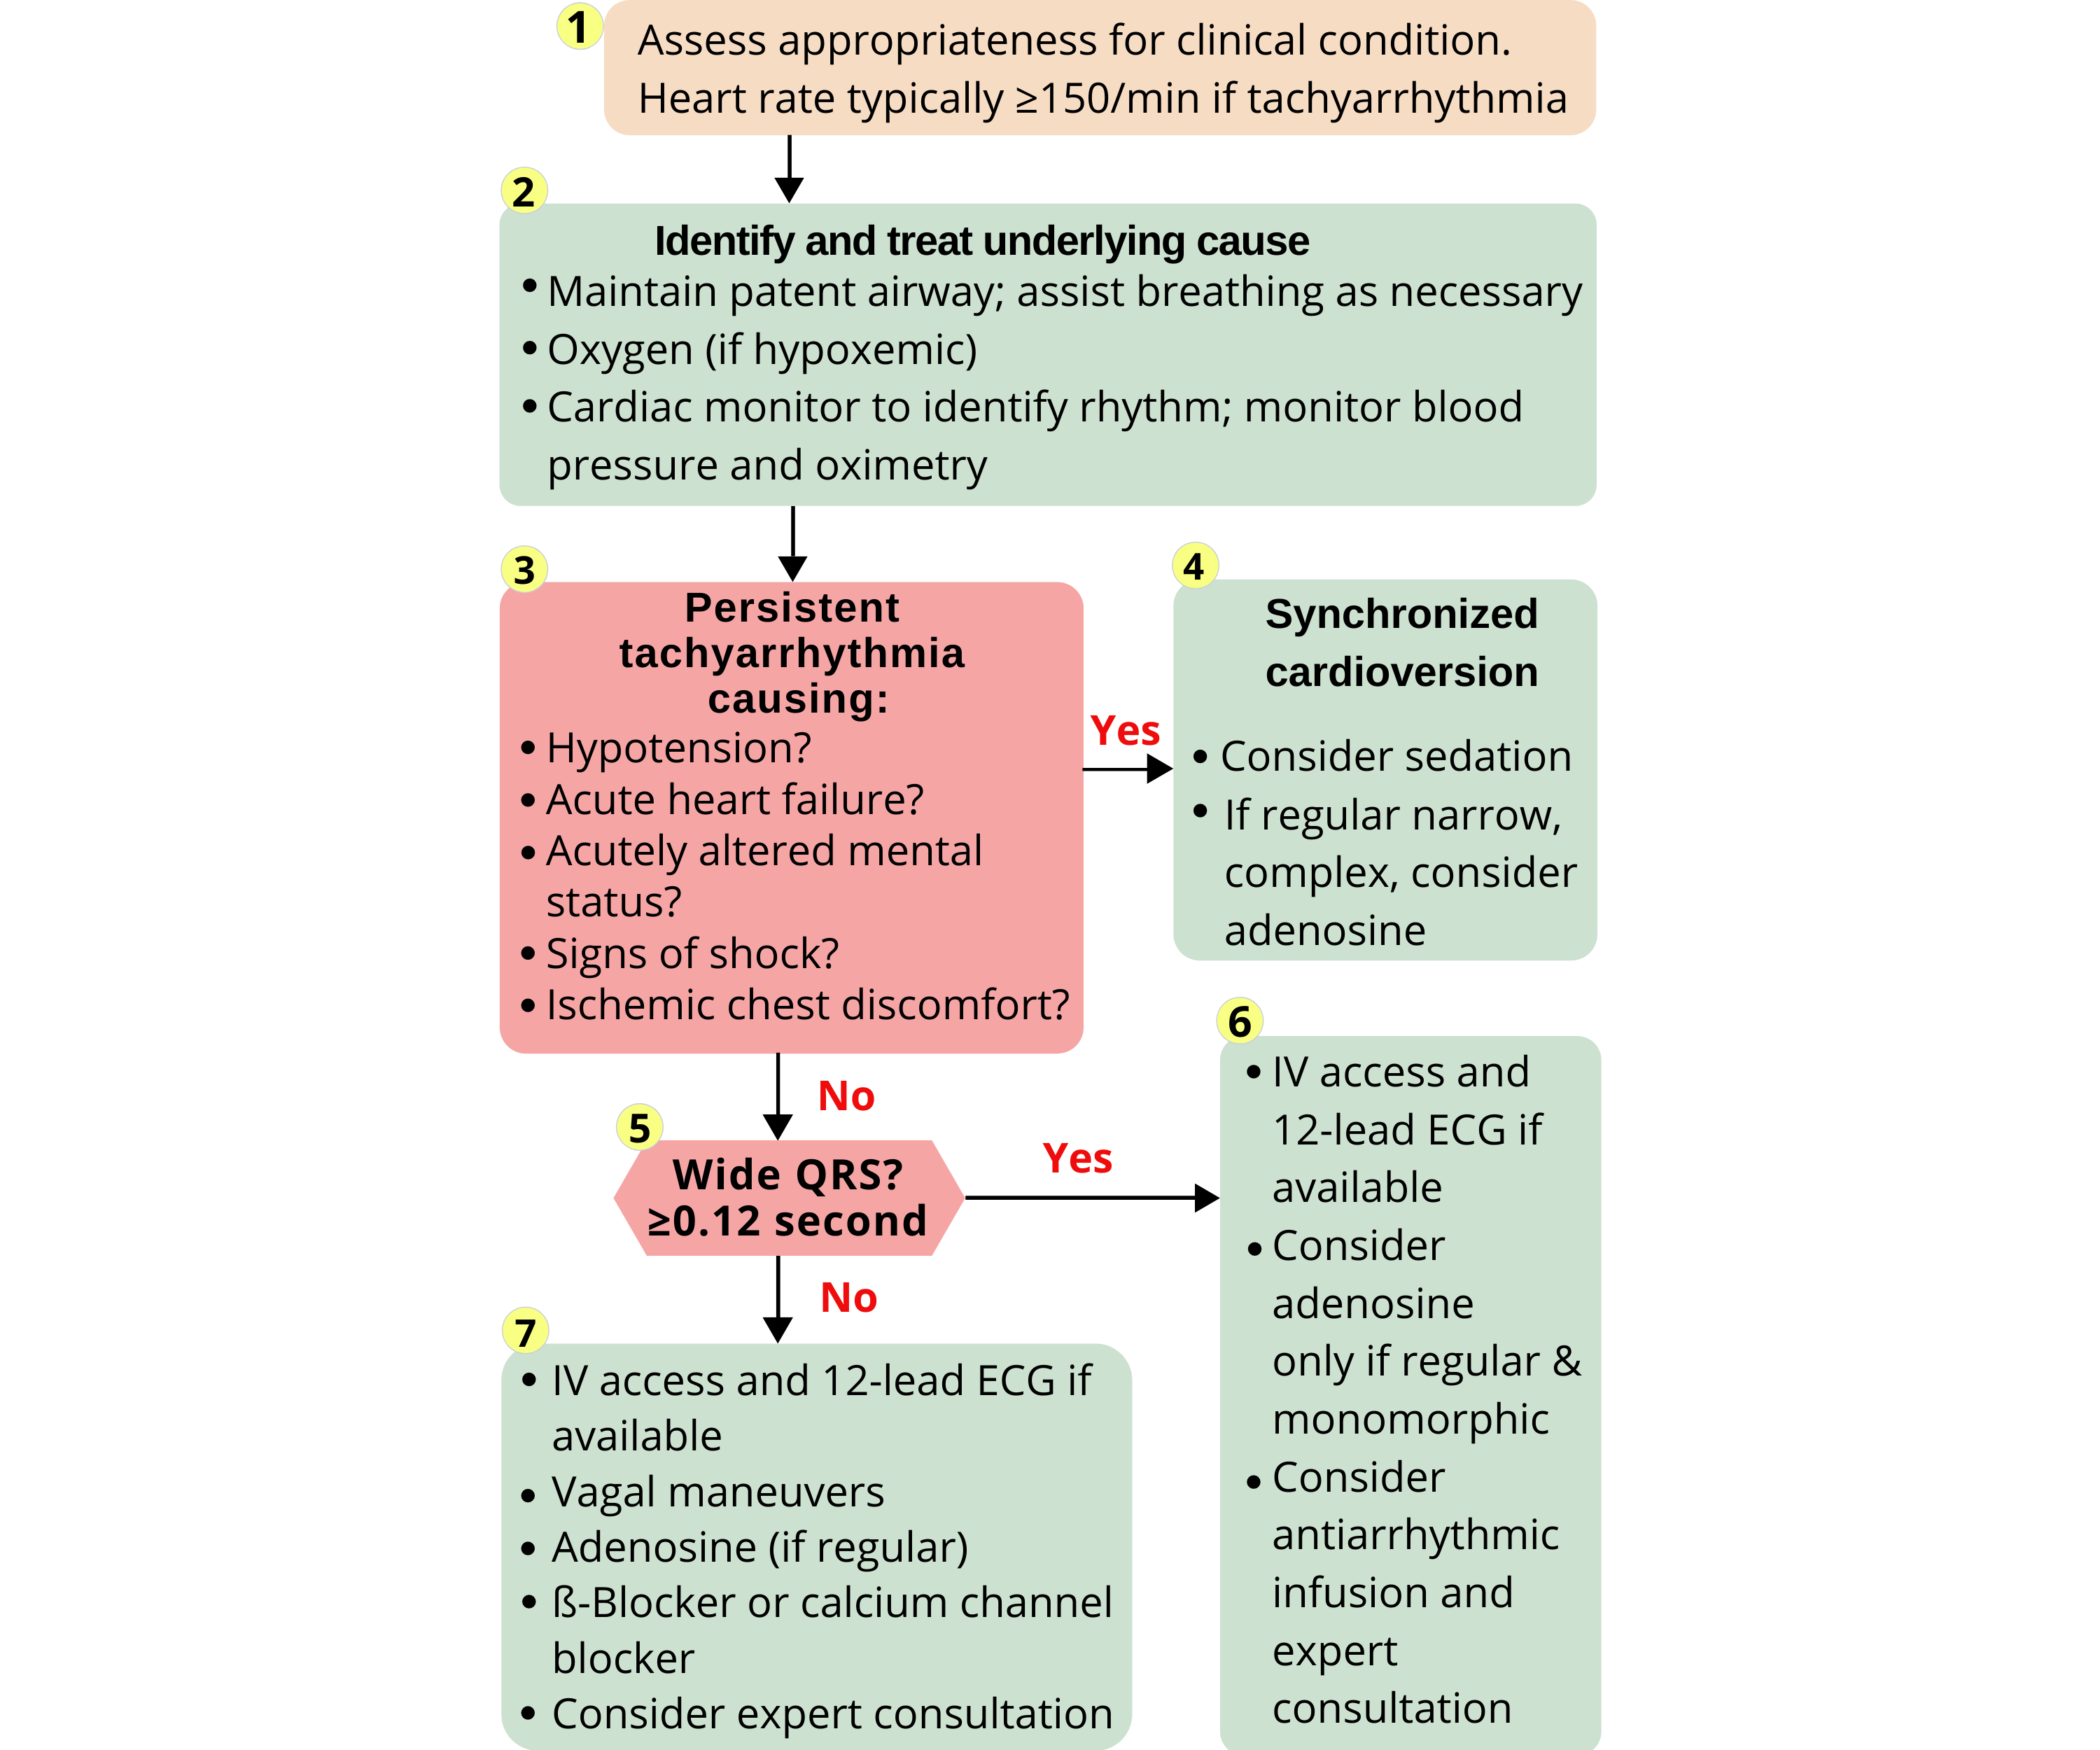 1
Assess appropriateness for clinical condition.
Heart rate typically ≥150/min if tachyarrhythmia
2
Identify and treat underlying cause
• Maintain patent airway; assist breathing as necessary
• Oxygen (if hypoxemic)
• Cardiac monitor to identify rhythm; monitor blood
pressure and oximetry
3
Persistent
tachyarrhythmia
causing:
• Hypotension?
• Acute heart failure?
• Acutely altered mental
status?
• Signs of shock?
• Ischemic chest discomfort?
Yes
4
Synchronized
cardioversion
• Consider sedation
• If regular narrow,
complex, consider
adenosine
No
5
Wide QRS?
≥0.12 second
Yes
6
• IV access and
12-lead ECG if
available
• Consider
adenosine
only if regular &
monomorphic
• Consider
antiarrhythmic
infusion and
expert
consultation
No
7
• IV access and 12-lead ECG if
available
• Vagal maneuvers
• Adenosine (if regular)
• ß-Blocker or calcium channel
blocker
• Consider expert consultation